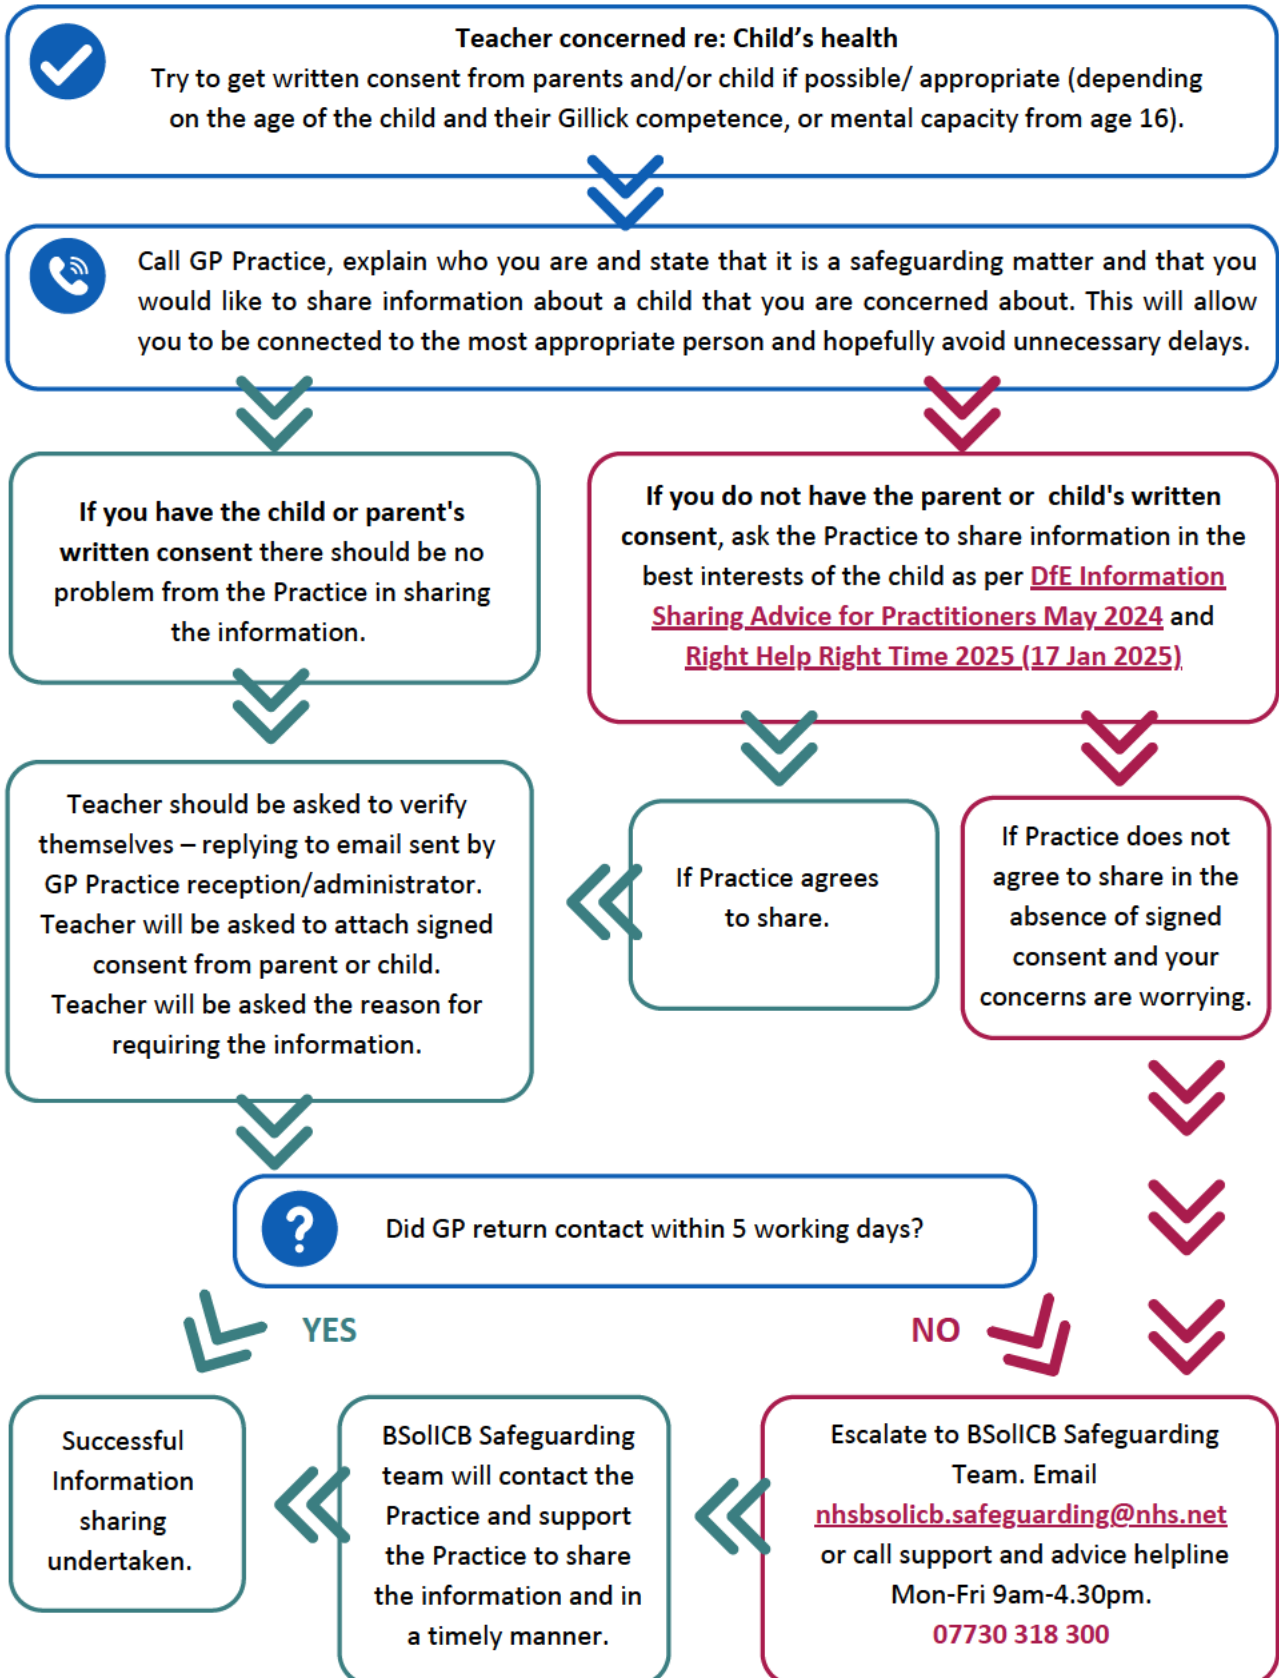 Teacher concerned re: Child’s health
Try to get written consent from parents and/or child if possible/ appropriate (depending
on the age of the child and their Gillick competence, or mental capacity from age 16).
Call GP Practice, explain who you are and state that it is a safeguarding matter and that you
would like to share information about a child that you are concerned about. This will allow
you to be connected to the most appropriate person and hopefully avoid unnecessary delays.
If you have the child or parent's
written consent there should be no
problem from the Practice in sharing
the information.
If you do not have the parent or child's written
consent, ask the Practice to share information in the
best interests of the child as per DfE Information
Sharing Advice for Practitioners May 2024 and
Right Help Right Time 2025 (17 Jan 2025)
Teacher should be asked to verify
themselves – replying to email sent by
GP Practice reception/administrator.
Teacher will be asked to attach signed
consent from parent or child.
Teacher will be asked the reason for
requiring the information.
If Practice agrees
to share.
If Practice does not
agree to share in the
absence of signed
consent and your
concerns are worrying.
Did GP return contact within 5 working days?
YES
NO
Successful
Information
sharing
undertaken.
BSolICB Safeguarding
team will contact the
Practice and support
the Practice to share
the information and in
a timely manner.
Escalate to BSolICB Safeguarding
Team. Email
nhsbsolicb.safeguarding@nhs.net
or call support and advice helpline
Mon-Fri 9am-4.30pm.
07730 318 300